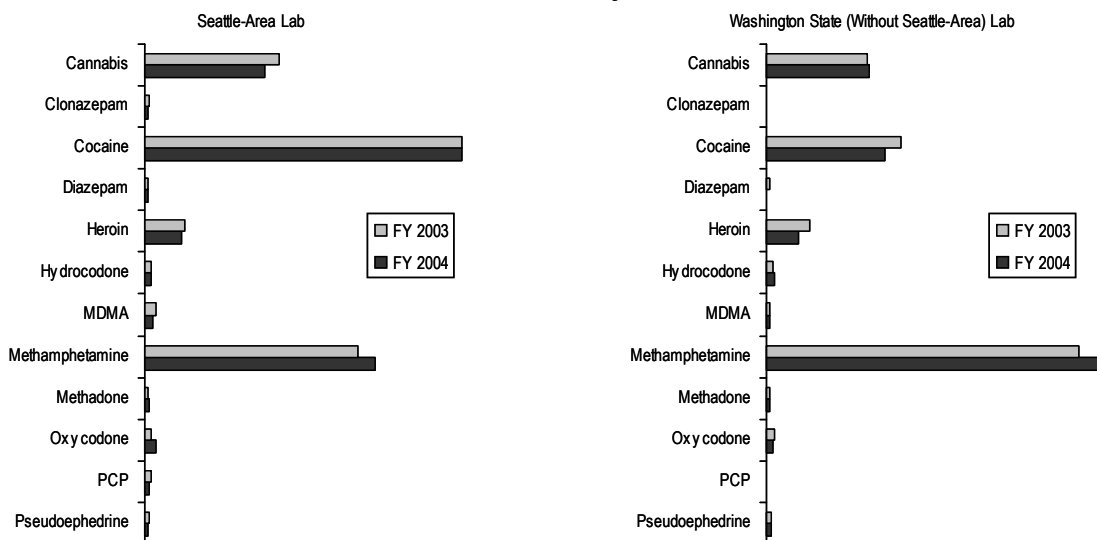 Seattle-Area Lab
Cannabis
Clonazepam
Cocaine
Diazepam
Heroin
Hydrocodone
MDMA
Methamphetamine
Methadone
Oxycodone
PCP
Pseudoephedrine
FY 2003
FY 2004
Washington State (Without Seattle-Area) Lab
Cannabis
Clonazepam
Cocaine
Diazepam
Heroin
Hydrocodone
MDMA
Methamphetamine
Methadone
Oxycodone
PCP
Pseudoephedrine
FY 2003
FY 2004